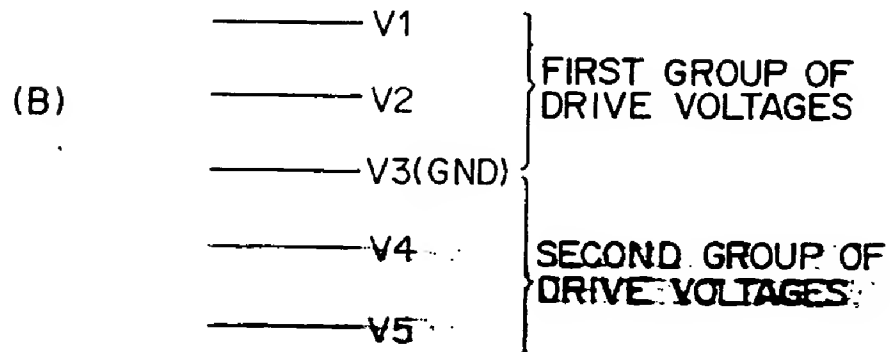 V1
FIRST GROUP OF
(B)
V2
DRIVE VOLTAGES
V3(GND)
V4
SECOND GROUP OF
DRIVE VOLTAGES
V5